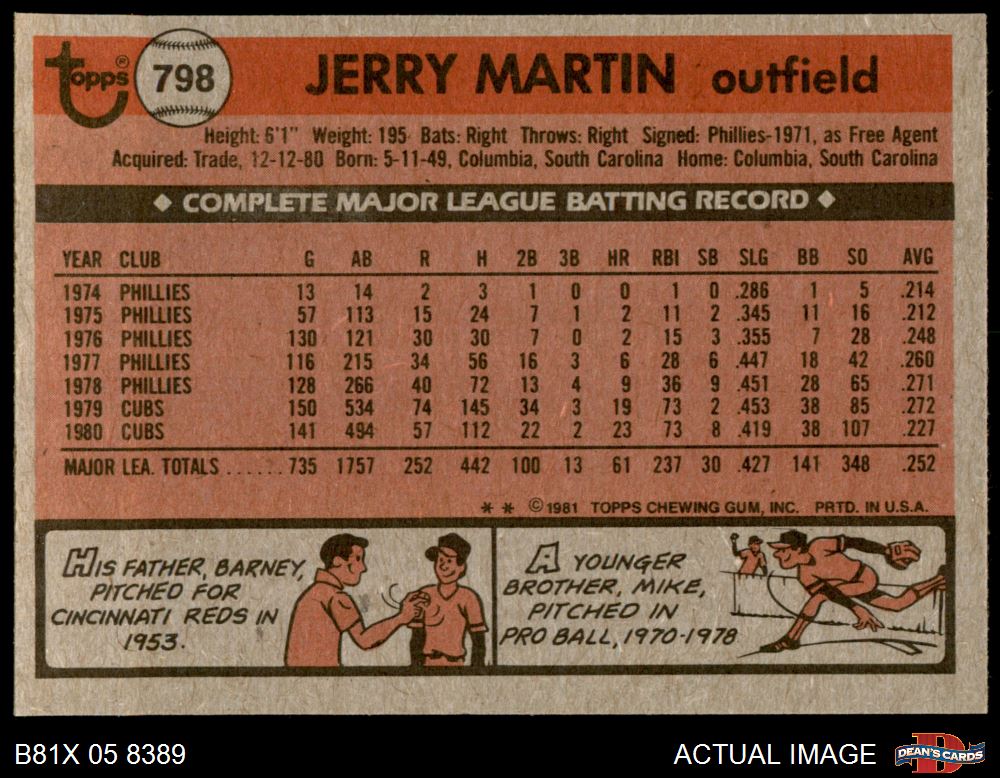 Topps® 798 JERRY MARTIN outfield
Height: 6'1" Weight: 195 Bats: Right Throws: Right Signed: Phillies-1971, as Free Agent
Acquired: Trade, 12-12-80 Born: 5-11-49, Columbia, South Carolina Home: Columbia, South Carolina
◆ COMPLETE MAJOR LEAGUE BATTING RECORD ◆
YEAR CLUB G AB R H 2B 3B HR RBI SB SLG BB SO AVG
1974 PHILLIES 13 14 2 3 1 0 0 1 0 .286 1 5 .214
1975 PHILLIES 57 113 15 24 7 1 2 11 2 .345 11 16 .212
1976 PHILLIES 130 121 30 30 7 0 2 15 3 .355 7 28 .248
1977 PHILLIES 116 215 34 56 16 3 6 28 6 .447 18 42 .260
1978 PHILLIES 128 266 40 72 13 4 9 36 9 .451 28 65 .271
1979 CUBS 150 534 74 145 34 3 19 73 2 .453 38 85 .272
1980 CUBS 141 494 57 112 22 2 23 73 8 .419 38 107 .227
MAJOR LEA. TOTALS ...... 735 1757 252 442 100 13 61 237 30 .427 141 348 .252
* * © 1981 TOPPS CHEWING GUM, INC. PRTD. IN U.S.A.
HIS FATHER, BARNEY,
PITCHED FOR
CINCINNATI REDS IN
1953.
A YOUNGER
BROTHER, MIKE,
PITCHED IN
PRO BALL, 1970-1978
B81X 05 8389 ACTUAL IMAGE DEAN'S CARDS